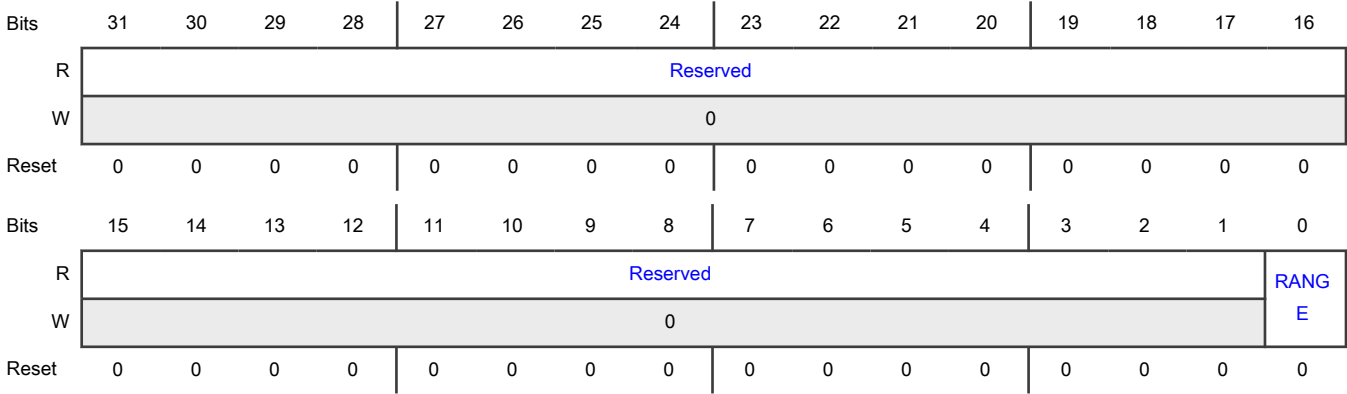 Bits 31 30 29 28 27 26 25 24 23 22 21 20 19 18 17 16
R Reserved
W 0
Reset 0 0 0 0 0 0 0 0 0 0 0 0 0 0 0 0
Bits 15 14 13 12 11 10 9 8 7 6 5 4 3 2 1 0
R Reserved RANG
W 0 E
Reset 0 0 0 0 0 0 0 0 0 0 0 0 0 0 0 0